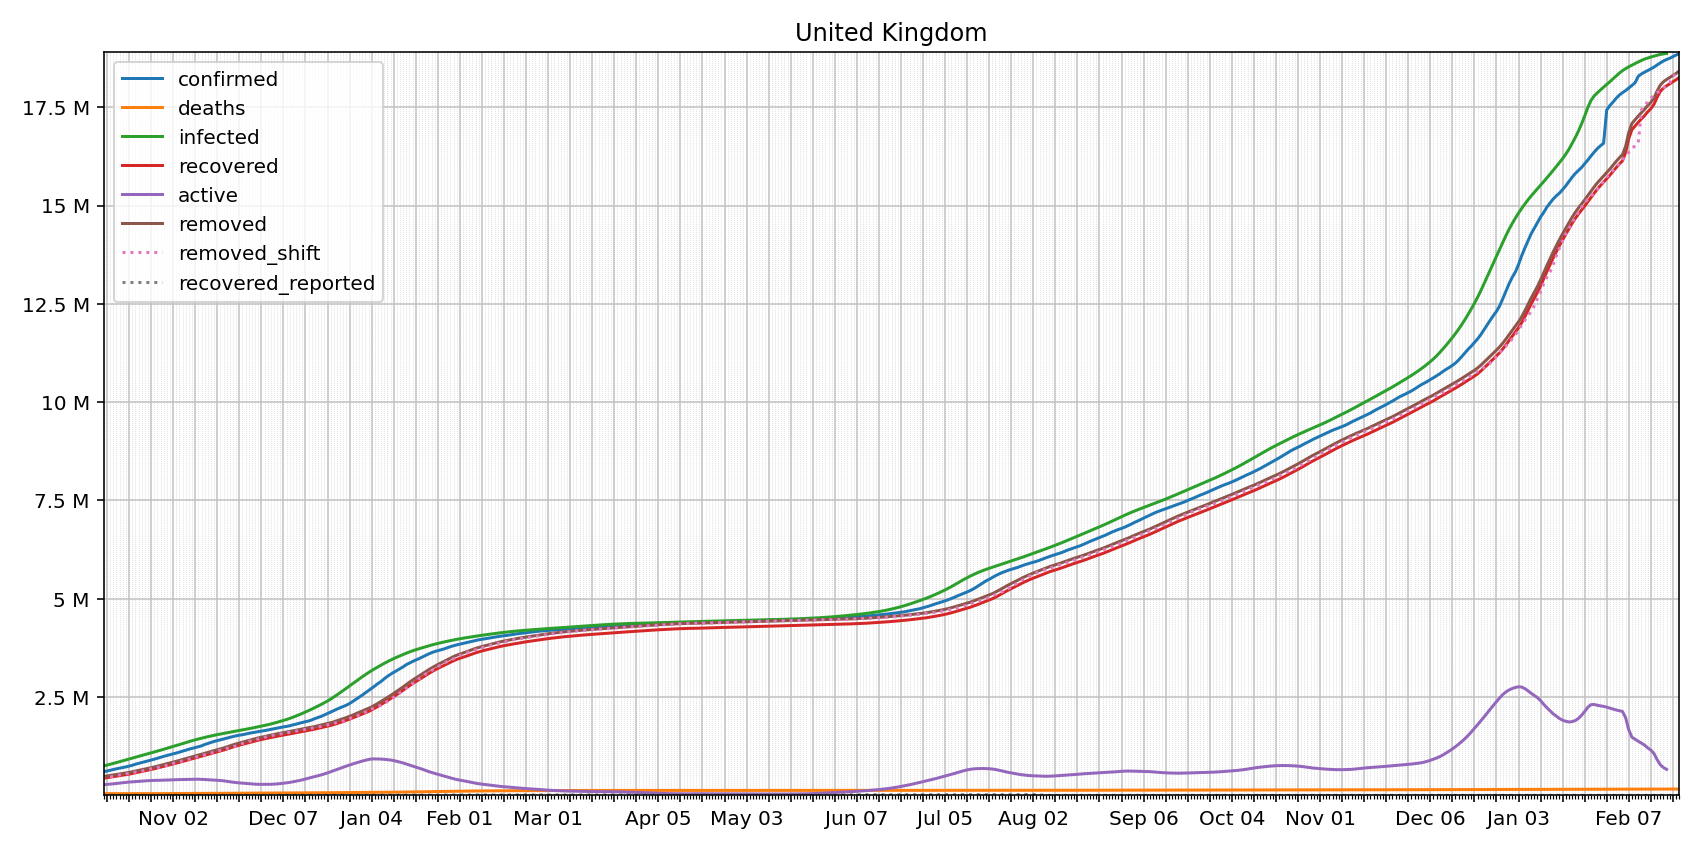 United Kingdom
confirmed
deaths
infected
recovered
active
removed
removed_shift
recovered_reported
17.5 M
15 M
12.5 M
10 M
7.5 M
5 M
2.5 M
Nov 02 Dec 07 Jan 04 Feb 01 Mar 01 Apr 05 May 03 Jun 07 Jul 05 Aug 02 Sep 06 Oct 04 Nov 01 Dec 06 Jan 03 Feb 07